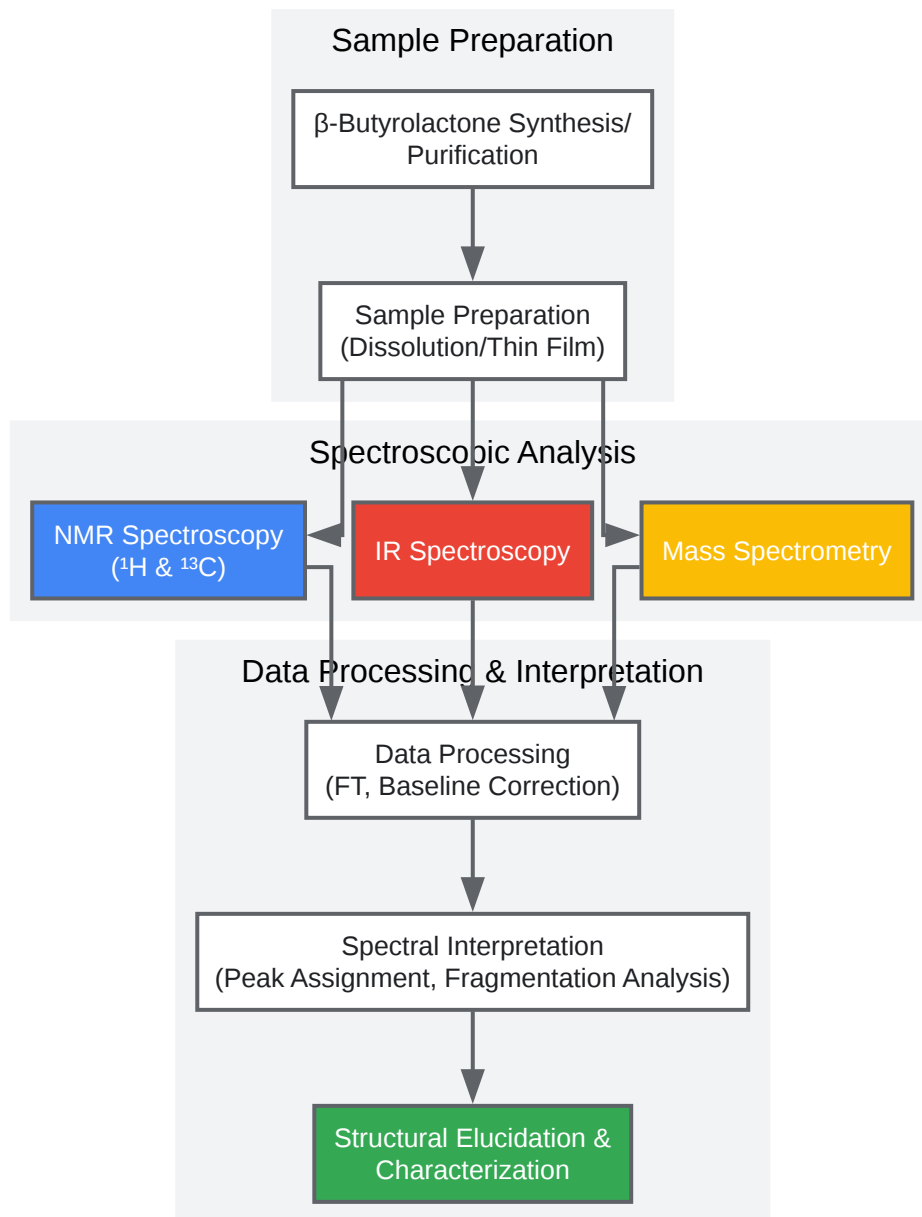 Sample Preparation
β-Butyrolactone Synthesis/
Purification
Sample Preparation
(Dissolution/Thin Film)
Spectroscopic Analysis
NMR Spectroscopy
(¹H & ¹³C)
IR Spectroscopy
Mass Spectrometry
Data Processing & Interpretation
Data Processing
(FT, Baseline Correction)
Spectral Interpretation
(Peak Assignment, Fragmentation Analysis)
Structural Elucidation &
Characterization